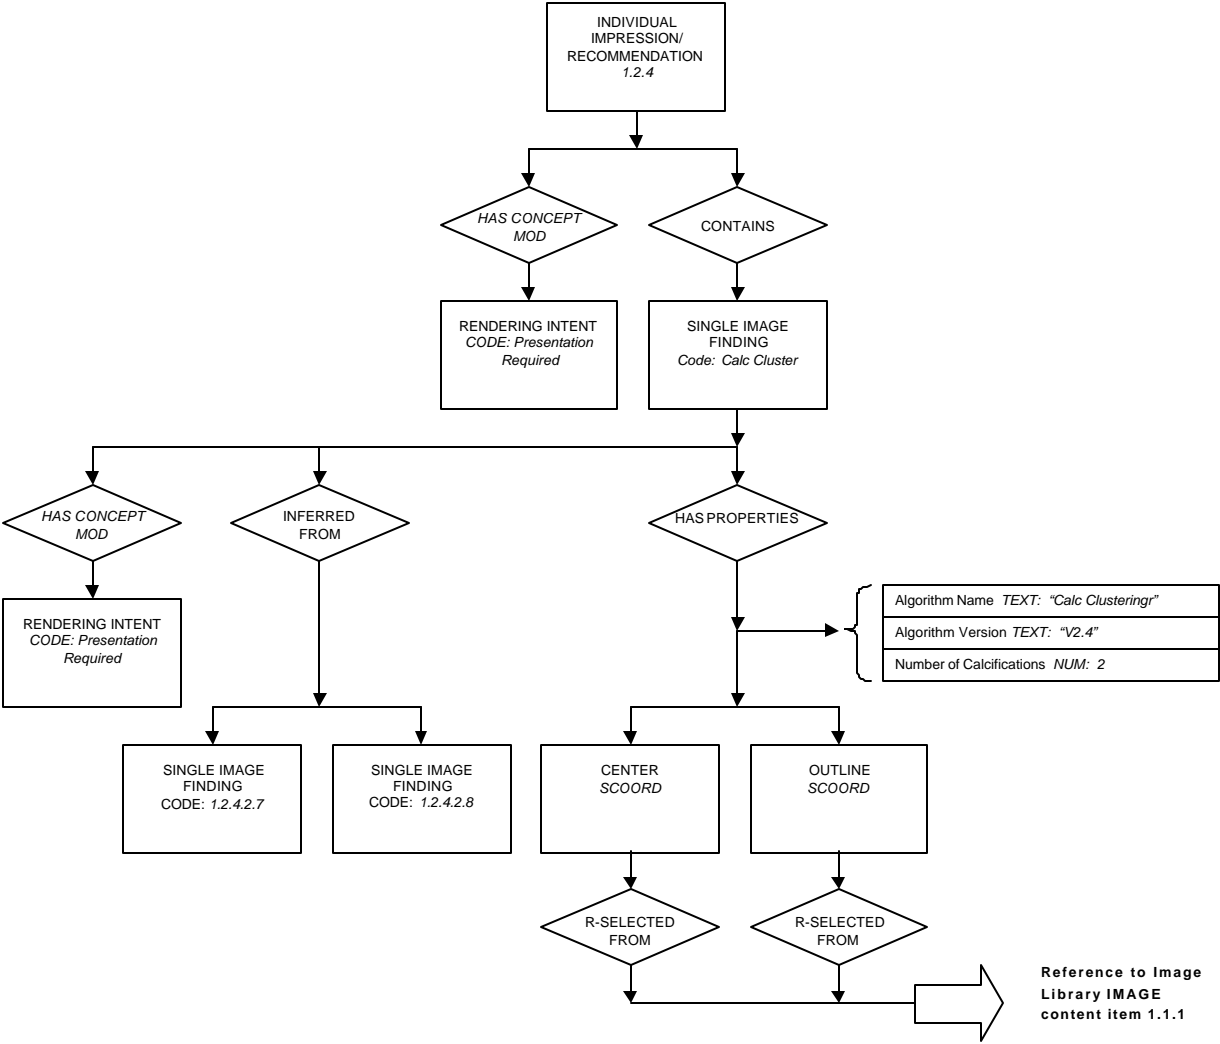 INDIVIDUAL
IMPRESSION/
RECOMMENDATION
1.2.4
HAS CONCEPT
MOD
CONTAINS
RENDERING INTENT
CODE: Presentation
Required
SINGLE IMAGE
FINDING
Code: Calc Cluster
HAS CONCEPT
MOD
INFERRED
FROM
HAS PROPERTIES
RENDERING INTENT
CODE: Presentation
Required
Algorithm Name TEXT: “Calc Clusteringr”
Algorithm Version TEXT: “V2.4”
Number of Calcifications NUM: 2
SINGLE IMAGE
FINDING
CODE: 1.2.4.2.7
SINGLE IMAGE
FINDING
CODE: 1.2.4.2.8
CENTER
SCOORD
OUTLINE
SCOORD
R-SELECTED
FROM
R-SELECTED
FROM
Reference to Image
Library IMAGE
content item 1.1.1